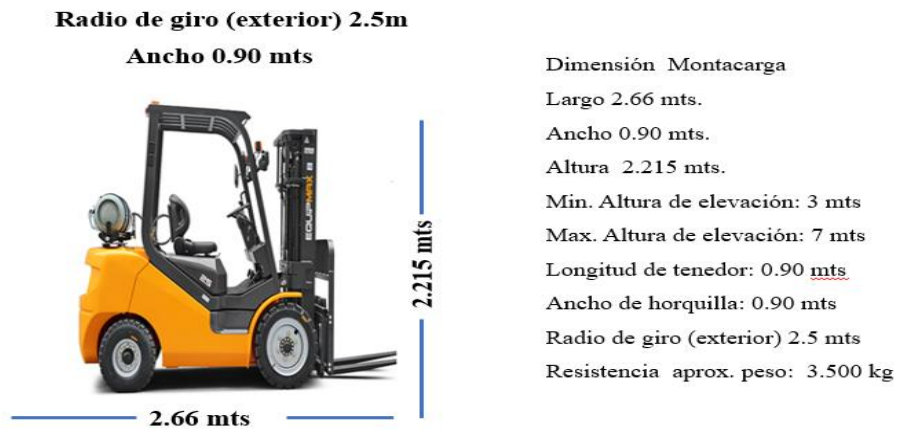 Radio de giro (exterior) 2.5m
Ancho 0.90 mts
EQUIPMAX
2.215 mts
2.66 mts
Dimensión Montacarga
Largo 2.66 mts.
Ancho 0.90 mts.
Altura 2.215 mts.
Min. Altura de elevación: 3 mts
Max. Altura de elevación: 7 mts
Longitud de tenedor: 0.90 mts
Ancho de horquilla: 0.90 mts
Radio de giro (exterior) 2.5 mts
Resistencia aprox. peso: 3.500 kg